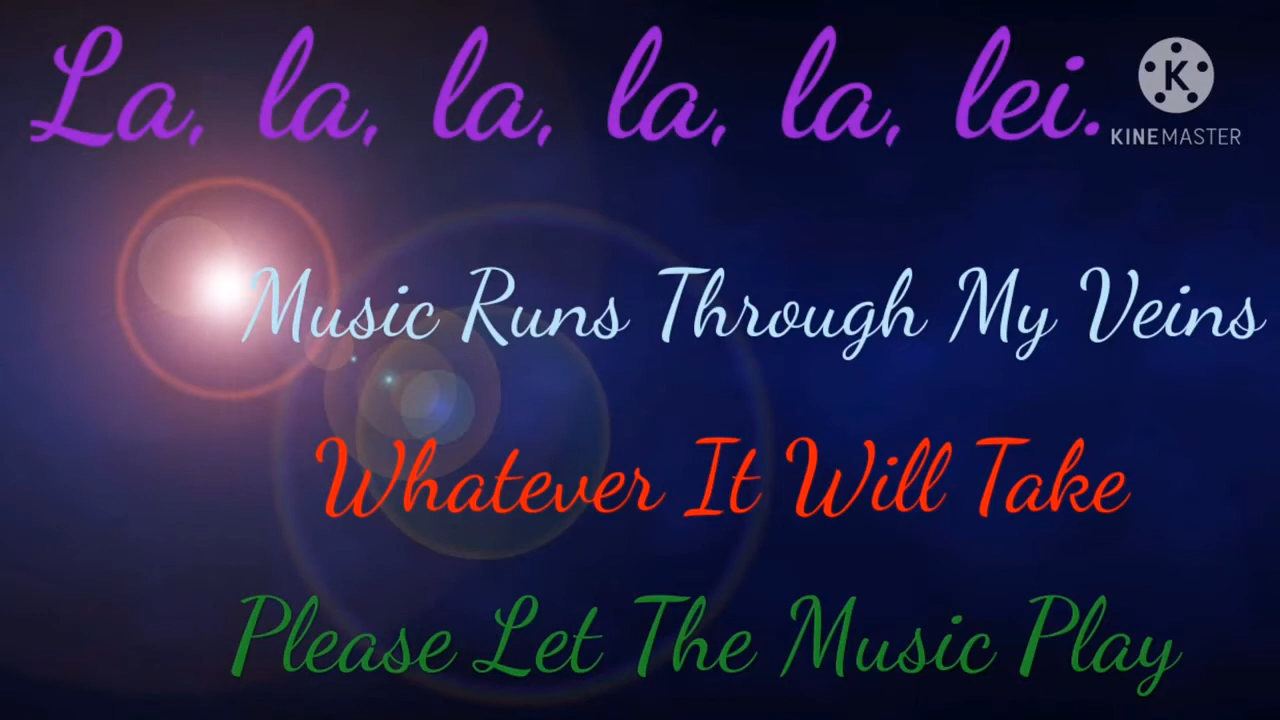 La, la, la, la, la, lei.
K
KINEMASTER
Music Runs Through My Veins
Whatever It Will Take
Please Let The Music Play